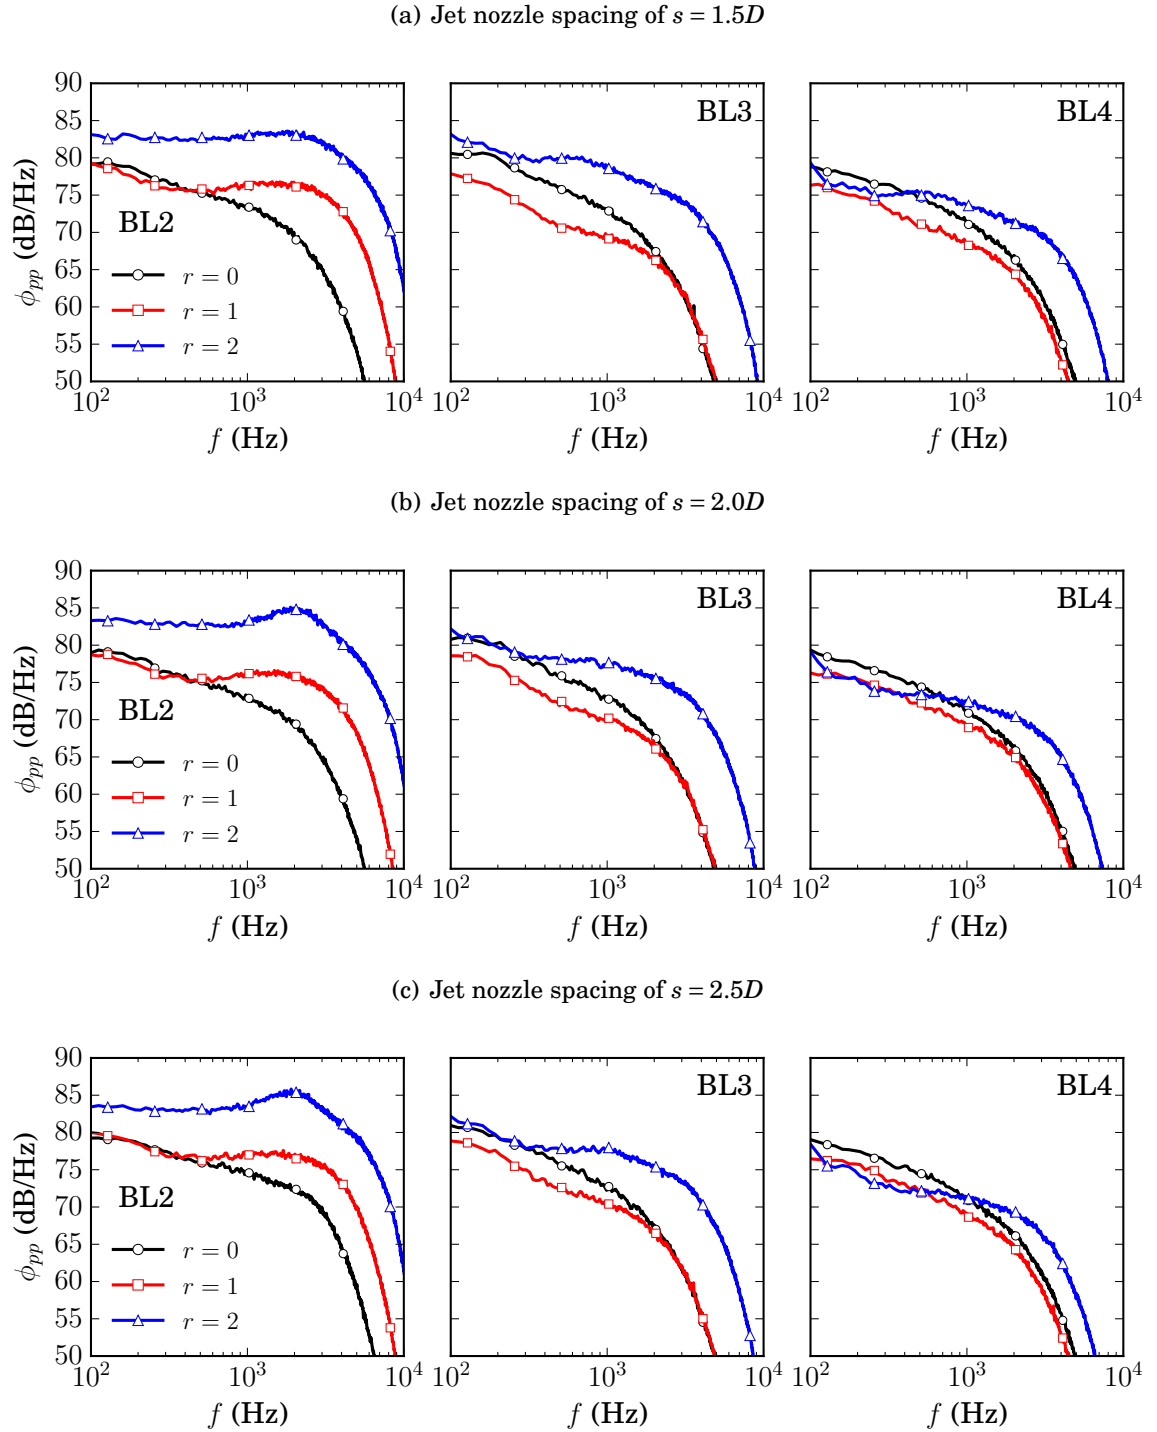 (a) Jet nozzle spacing of s = 1.5D
90
85
80
75
70
65
60
55
50
ϕpp (dB/Hz)
BL2
r = 0
r = 1
r = 2
10² 10³ 10⁴
f (Hz)
BL3
10² 10³ 10⁴
f (Hz)
BL4
10² 10³ 10⁴
f (Hz)
(b) Jet nozzle spacing of s = 2.0D
90
85
80
75
70
65
60
55
50
ϕpp (dB/Hz)
BL2
r = 0
r = 1
r = 2
10² 10³ 10⁴
f (Hz)
BL3
10² 10³ 10⁴
f (Hz)
BL4
10² 10³ 10⁴
f (Hz)
(c) Jet nozzle spacing of s = 2.5D
90
85
80
75
70
65
60
55
50
ϕpp (dB/Hz)
BL2
r = 0
r = 1
r = 2
10² 10³ 10⁴
f (Hz)
BL3
10² 10³ 10⁴
f (Hz)
BL4
10² 10³ 10⁴
f (Hz)